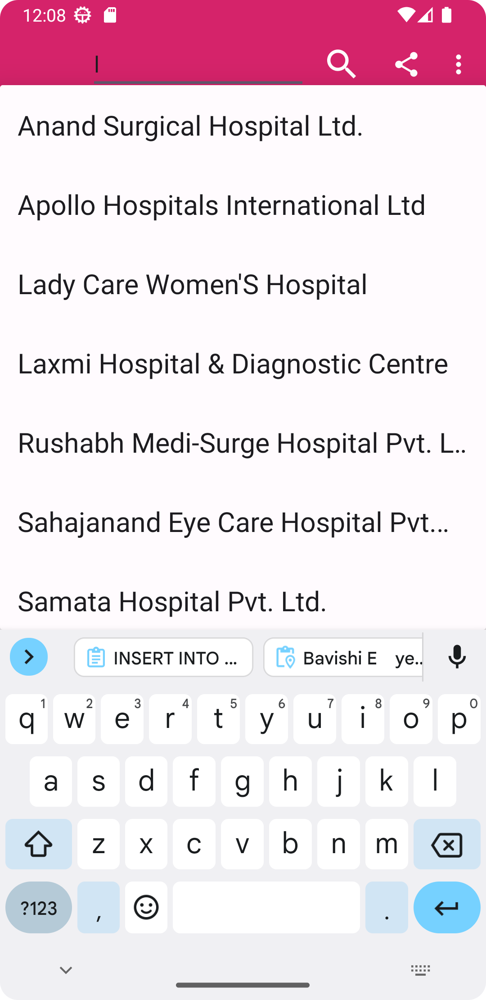 12:08
Anand Surgical Hospital Ltd.
Apollo Hospitals International Ltd
Lady Care Women'S Hospital
Laxmi Hospital & Diagnostic Centre
Rushabh Medi-Surge Hospital Pvt. L..
Sahajanand Eye Care Hospital Pvt...
Samata Hospital Pvt. Ltd.
INSERT INTO ... Bavishi E ye..
q 1 w 2 e 3 r 4 t 5 y 6 u 7 i 8 o 9 p 0
a s d f g h j k l
z x c v b n m
?123 , .